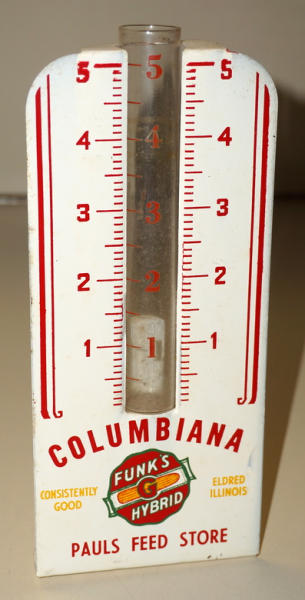 5 5 5
4 4 4
3 3 3
2 2 2
1 1 1
COLUMBIANA
FUNK'S
G
HYBRID
CONSISTENTLY
GOOD
ELDRED
ILLINOIS
PAULS FEED STORE